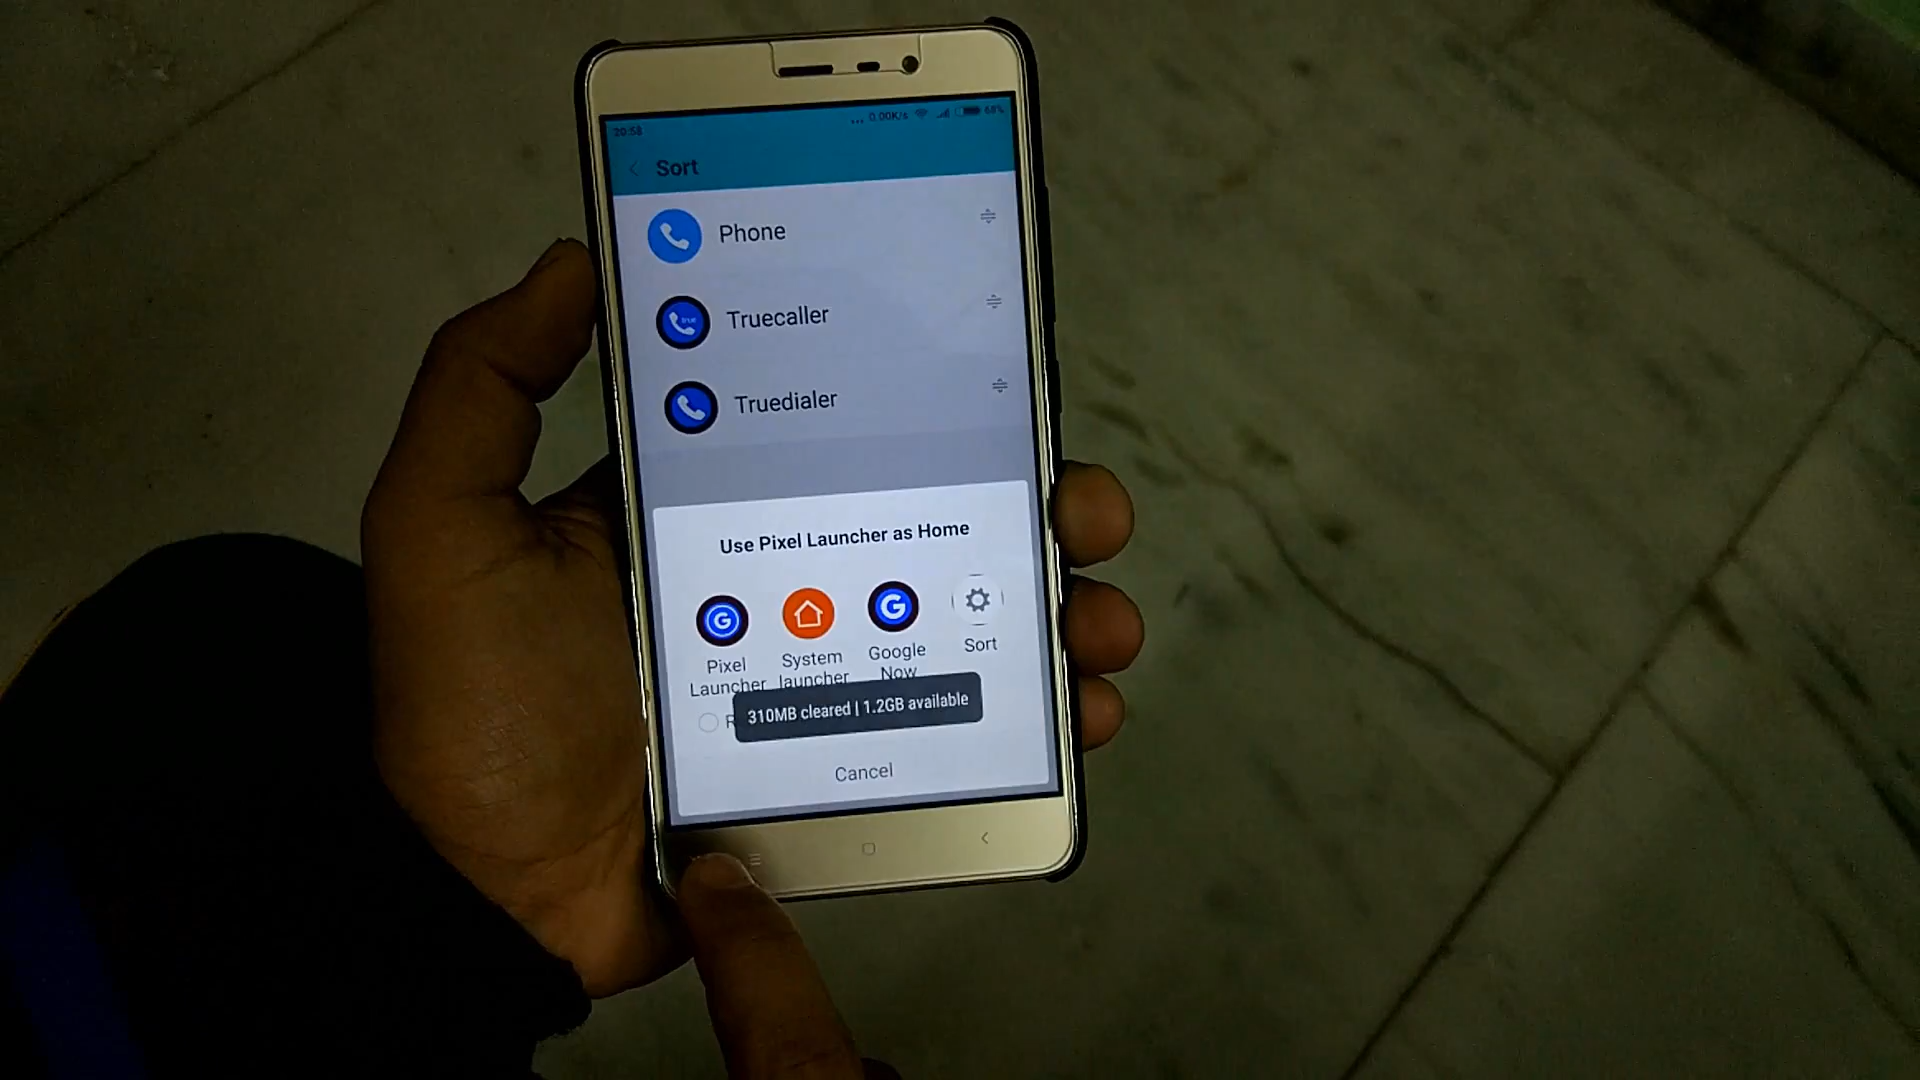 20:58
... 0.00K/s 68%
Sort
Phone
Truecaller
Truedialer
Use Pixel Launcher as Home
Pixel
Launcher
System
launcher
Google
Now
Sort
310MB cleared | 1.2GB available
Cancel